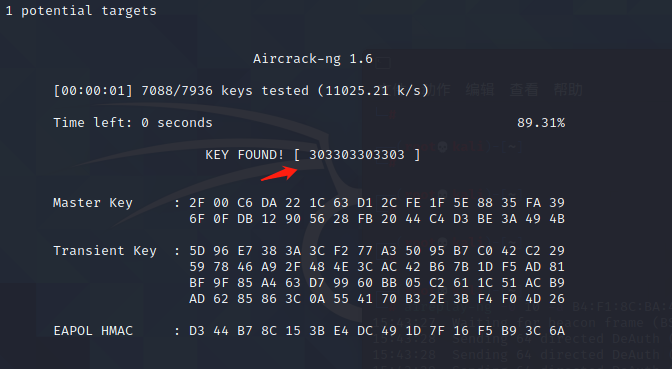 1 potential targets
Aircrack-ng 1.6
[00:00:01] 7088/7936 keys tested (11025.21 k/s)
编辑 查看 帮助
Time left: 0 seconds 89.31%
KEY FOUND! [ 303303303303 ]
Master Key : 2F 00 C6 DA 22 1C 63 D1 2C FE 1F 5E 88 35 FA 39
6F 0F DB 12 90 56 28 FB 20 44 C4 D3 BE 3A 49 4B
Transient Key : 5D 96 E7 38 3A 3C F2 77 A3 50 95 B7 C0 42 C2 29
59 78 46 A9 2F 48 4E 3C AC 42 B6 7B 1D F5 AD 81
BF 9F 85 A4 63 D7 99 60 BB 05 C2 61 1C 51 AC B9
AD 62 85 86 3C 0A 55 41 70 B3 2E 3B F4 F0 4D 26
EAPOL HMAC : D3 44 B7 8C 15 3B E4 DC 49 1D 7F 16 F5 B9 3C 6A